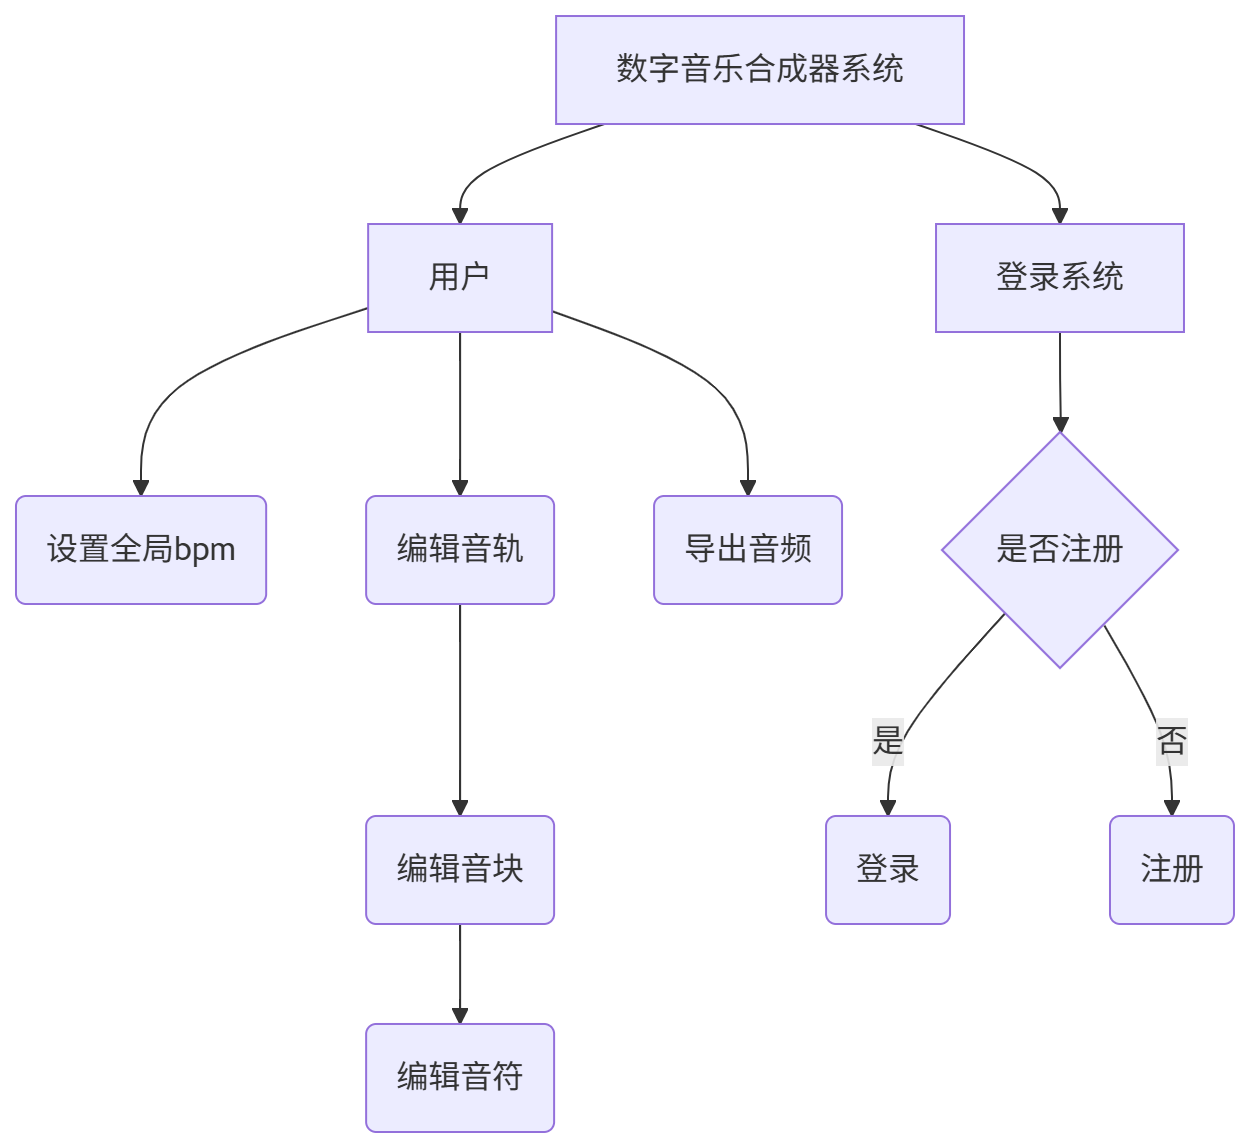 数字音乐合成器系统
用户
登录系统
设置全局bpm
编辑音轨
导出音频
是否注册
是
否
编辑音块
登录
注册
编辑音符